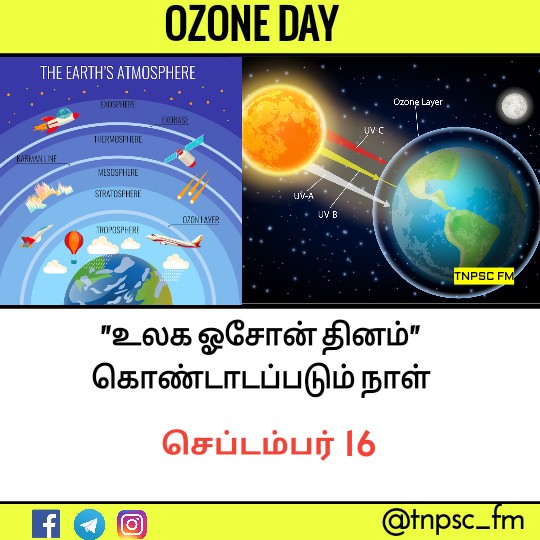 OZONE DAY
THE EARTH'S ATMOSPHERE
EXOSPHERE
EXOBASE
THERMOSPHERE
KARMAN LINE
MESOSPHERE
STRATOSPHERE
OZON LAYER
TROPOSPHERE
Ozone Layer
UV C
UV-A
UV B
TNPSC FM
"உலக ஓசோன் தினம்"
கொண்டாடப்படும் நாள்
செப்டம்பர் 16
@tnpsc_fm